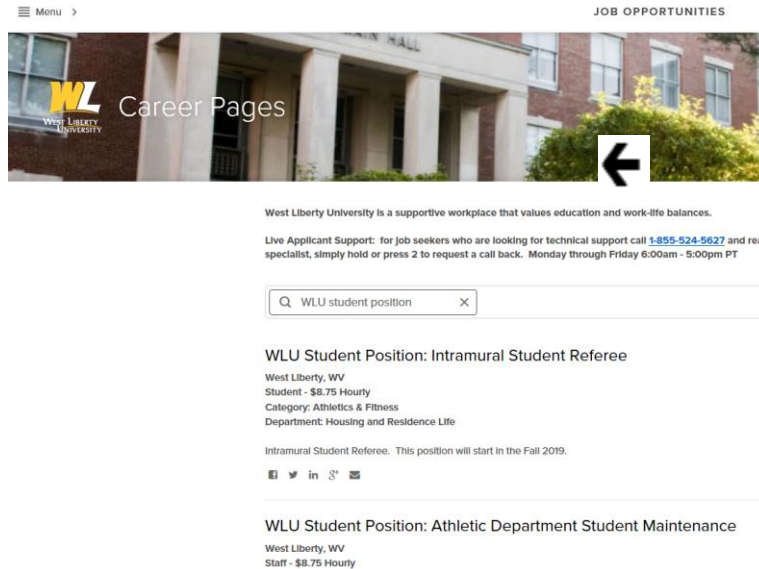 Menu >
JOB OPPORTUNITIES
MAIN HALL
WL
WEST LIBERTY
UNIVERSITY
Career Pages
West Liberty University is a supportive workplace that values education and work-life balances.
Live Applicant Support: for job seekers who are looking for technical support call 1-855-524-5627 and
specialist, simply hold or press 2 to request a call back. Monday through Friday 6:00am - 5:00pm PT
WLU student position
WLU Student Position: Intramural Student Referee
West Liberty, WV
Student - $8.75 Hourly
Category: Athletics & Fitness
Department: Housing and Residence Life
Intramural Student Referee. This position will start in the Fall 2019.
WLU Student Position: Athletic Department Student Maintenance
West Liberty, WV
Staff - $8.75 Hourly